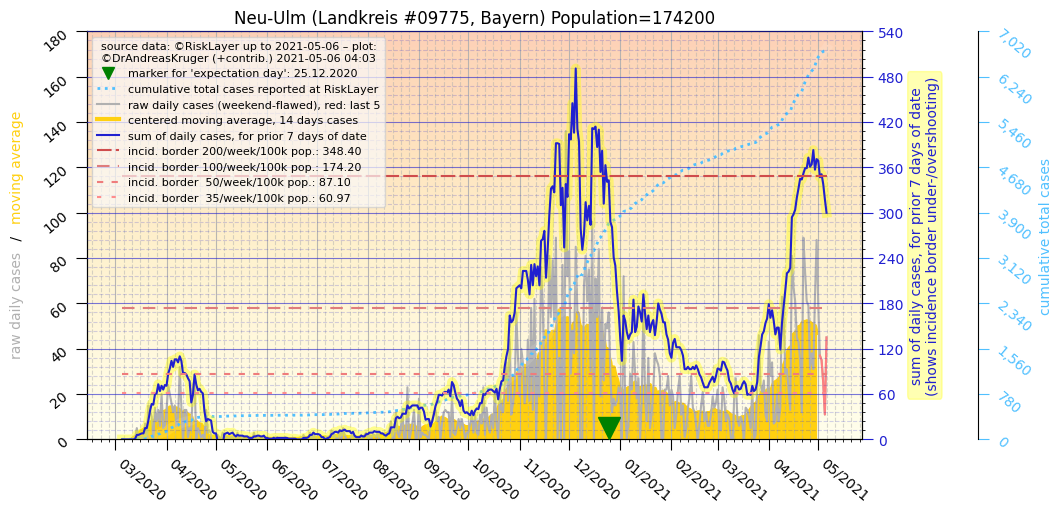 Neu-Ulm (Landkreis #09775, Bayern) Population=174200
source data: ©RiskLayer up to 2021-05-06 – plot:
©DrAndreasKruger (+contrib.) 2021-05-06 04:03
marker for 'expectation day': 25.12.2020
cumulative total cases reported at RiskLayer
raw daily cases (weekend-flawed), red: last 5
centered moving average, 14 days cases
sum of daily cases, for prior 7 days of date
incid. border 200/week/100k pop.: 348.40
incid. border 100/week/100k pop.: 174.20
incid. border  50/week/100k pop.: 87.10
incid. border  35/week/100k pop.: 60.97
raw daily cases / moving average
180
160
140
120
100
80
60
40
20
0
03/2020
04/2020
05/2020
06/2020
07/2020
08/2020
09/2020
10/2020
11/2020
12/2020
01/2021
02/2021
03/2021
04/2021
05/2021
540
480
420
360
300
240
180
120
60
0
sum of daily cases, for prior 7 days of date
(shows incidence border under-/overshooting)
7,020
6,240
5,460
4,680
3,900
3,120
2,340
1,560
780
0
cumulative total cases